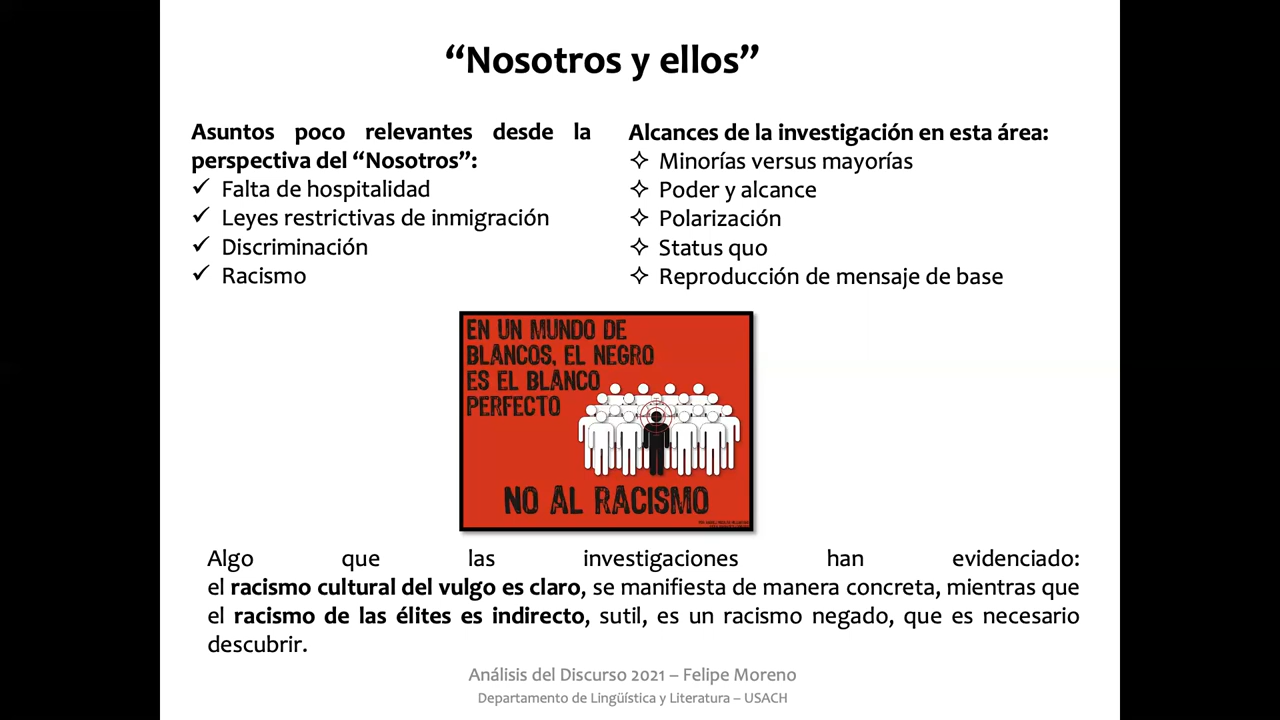 “Nosotros y ellos”
Asuntos poco relevantes desde la
perspectiva del “Nosotros”:
✓ Falta de hospitalidad
✓ Leyes restrictivas de inmigración
✓ Discriminación
✓ Racismo
Alcances de la investigación en esta área:
✧ Minorías versus mayorías
✧ Poder y alcance
✧ Polarización
✧ Status quo
✧ Reproducción de mensaje de base
EN UN MUNDO DE
BLANCOS, EL NEGRO
ES EL BLANCO
PERFECTO
NO AL RACISMO
Algo que las investigaciones han evidenciado:
el racismo cultural del vulgo es claro, se manifiesta de manera concreta, mientras que
el racismo de las élites es indirecto, sutil, es un racismo negado, que es necesario
descubrir.
Análisis del Discurso 2021 – Felipe Moreno
Departamento de Lingüística y Literatura – USACH